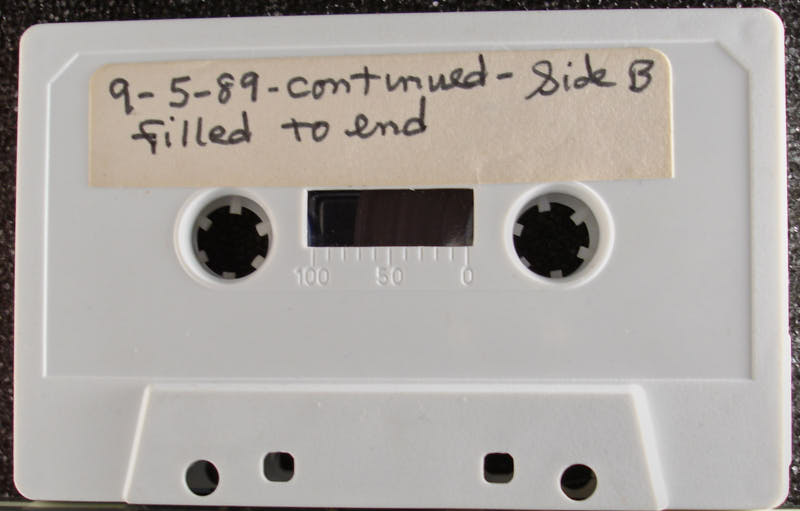 9-5-89-continued- Side B
filled to end
100 50 0